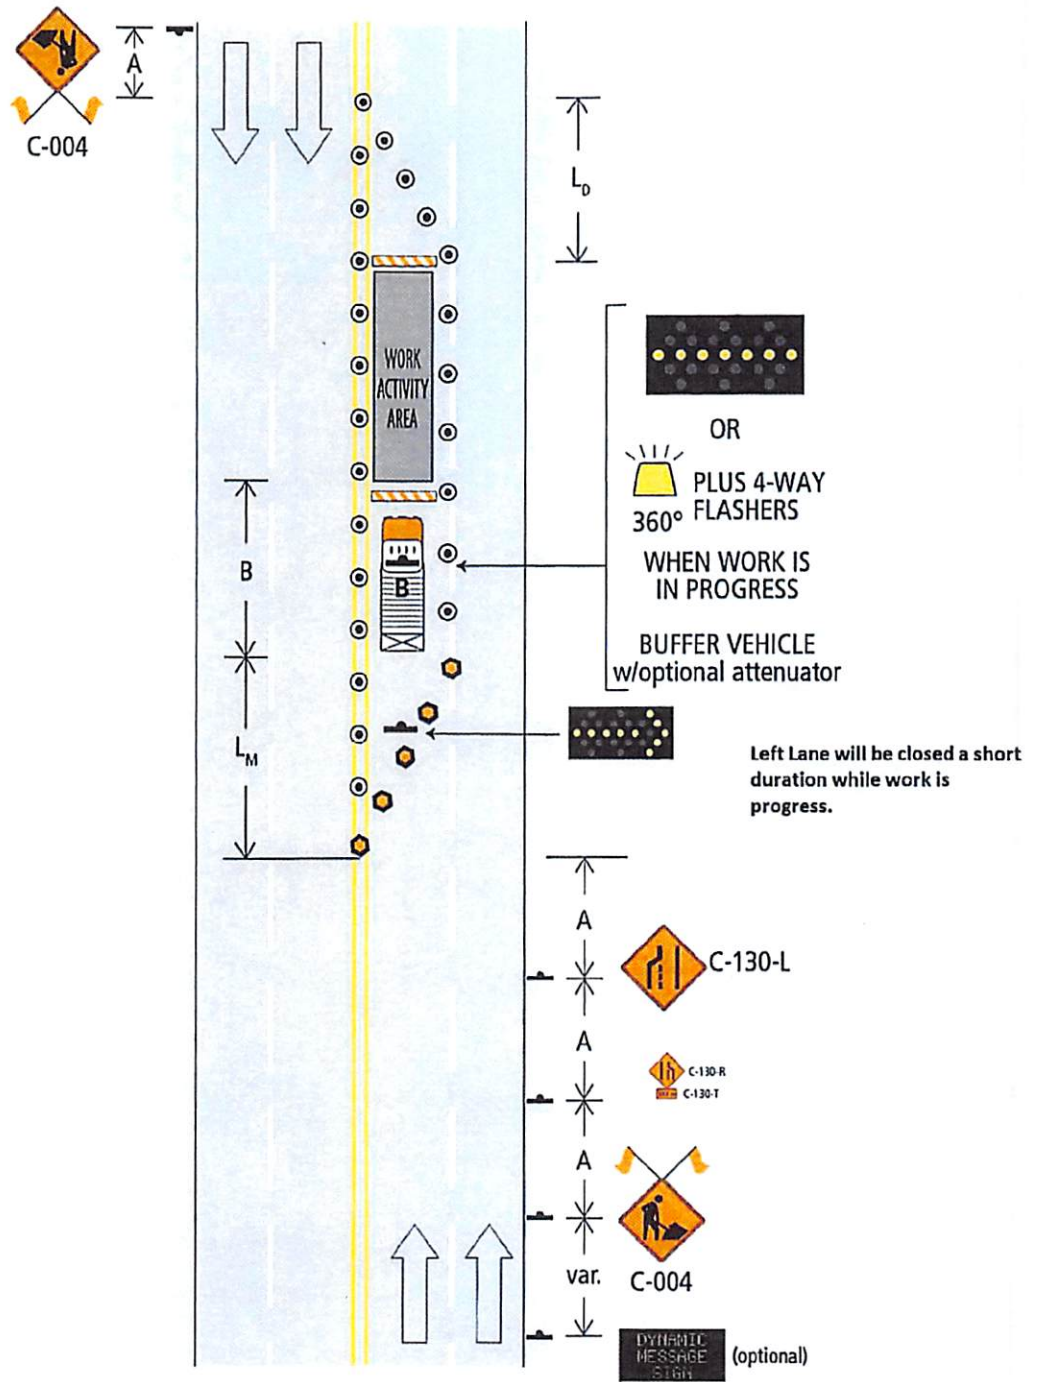 A
C-004
L_D
WORK
ACTIVITY
AREA
OR
360°
PLUS 4-WAY
FLASHERS
WHEN WORK IS
IN PROGRESS
B
B
BUFFER VEHICLE
w/optional attenuator
L_M
Left Lane will be closed a short
duration while work is
progress.
A
C-130-L
A
C-130-R
C-130-T
A
var.
C-004
DYNAMIC
MESSAGE
SIGN
(optional)